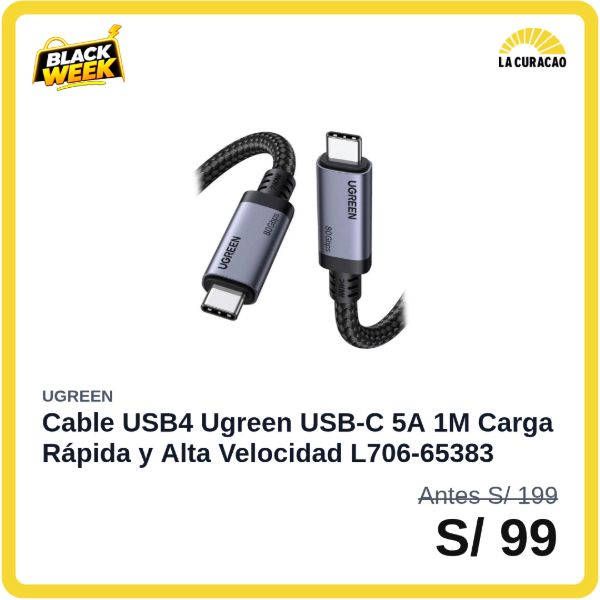 BLACK
WEEK
LA CURACAO
UGREEN
80Gbps
UGREEN
80Gbps
UGREEN
Cable USB4 Ugreen USB-C 5A 1M Carga
Rápida y Alta Velocidad L706-65383
Antes S/ 199
S/ 99